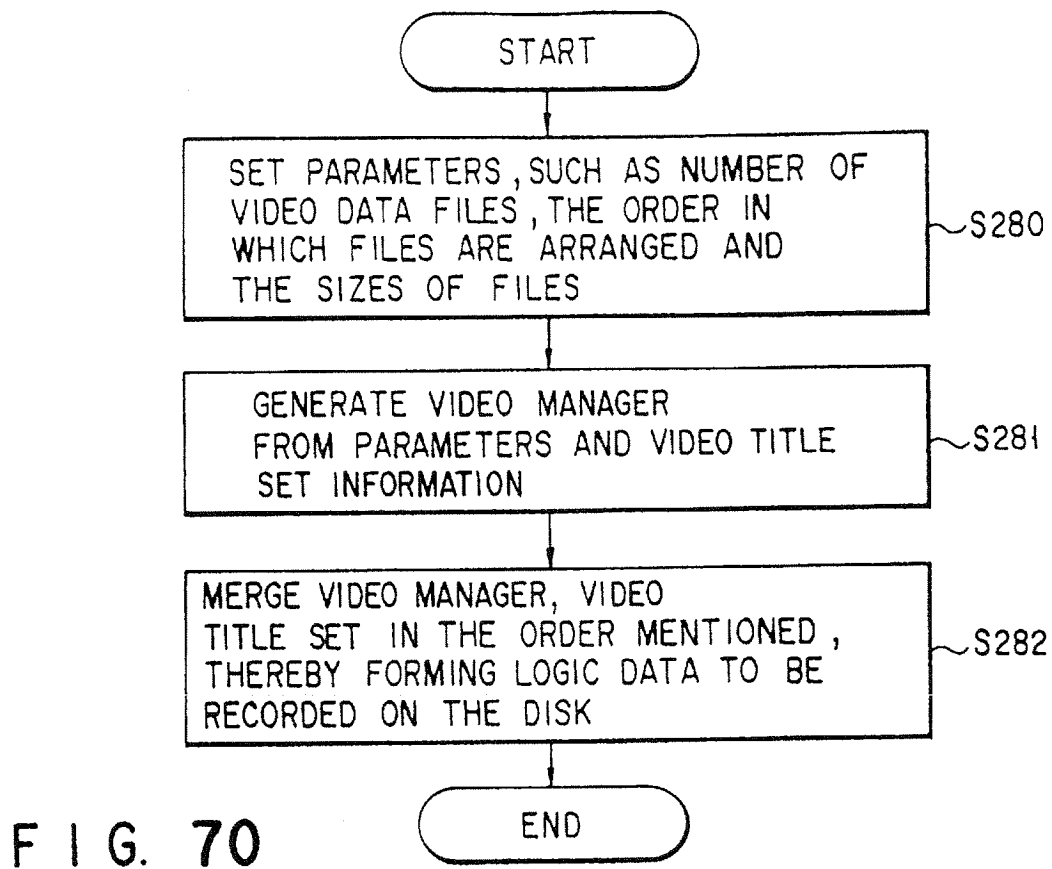 START
SET PARAMETERS, SUCH AS NUMBER OF
VIDEO DATA FILES, THE ORDER IN
WHICH FILES ARE ARRANGED AND
THE SIZES OF FILES
S280
GENERATE VIDEO MANAGER
FROM PARAMETERS AND VIDEO TITLE
SET INFORMATION
S281
MERGE VIDEO MANAGER, VIDEO
TITLE SET IN THE ORDER MENTIONED,
THEREBY FORMING LOGIC DATA TO BE
RECORDED ON THE DISK
S282
END
FIG. 70